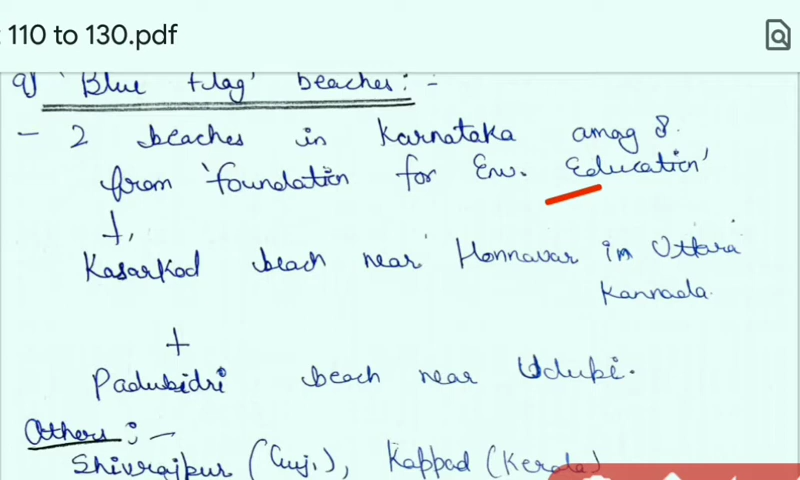 110 to 130.pdf
9) 'Blue flag' beaches: -
- 2 beaches in Karnataka amog 8.
from 'foundation for Env. Education'
+,
Kasarkod beach near Honnavar in Uttara
Kannada.
+
Padubidri beach near Udupi.
Others: -
Shivrajpur (Guj.), Kappad (Kerala)